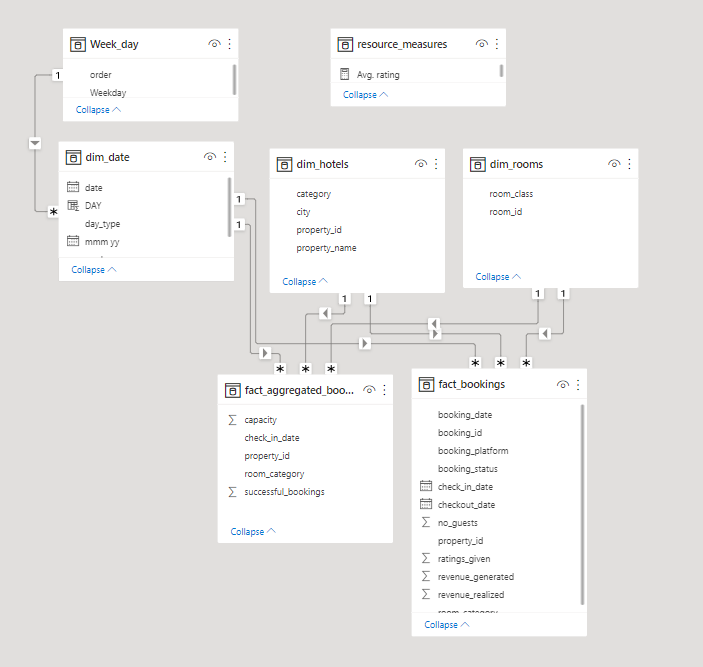 Week_day
order
Weekday
Collapse
resource_measures
Avg. rating
Collapse
1
*
dim_date
date
DAY
day_type
mmm yy
Collapse
1
1
dim_hotels
category
city
property_id
property_name
Collapse
1
1
dim_rooms
room_class
room_id
Collapse
1
1
*
*
*
*
*
*
fact_aggregated_boo...
capacity
check_in_date
property_id
room_category
successful_bookings
Collapse
fact_bookings
booking_date
booking_id
booking_platform
booking_status
check_in_date
checkout_date
no_guests
property_id
ratings_given
revenue_generated
revenue_realized
room_category
Collapse